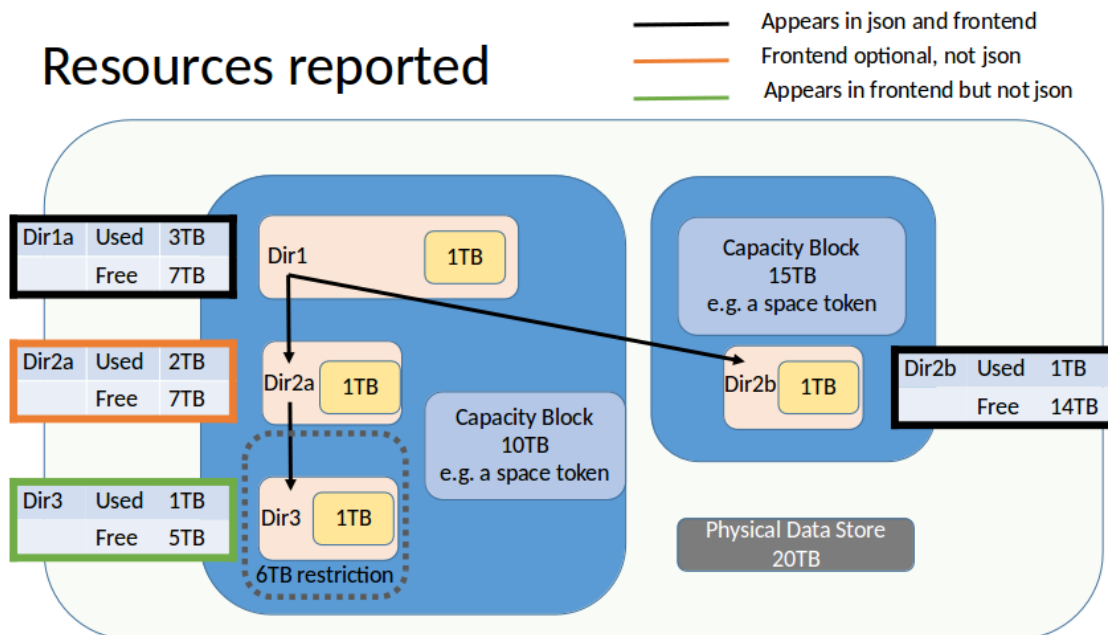 Appears in json and frontend
Frontend optional, not json
Appears in frontend but not json
Resources reported
Dir1a Used 3TB
Free 7TB
Dir1
1TB
Capacity Block
15TB
e.g. a space token
Dir2a Used 2TB
Free 7TB
Dir2a
1TB
Dir2b
1TB
Dir2b Used 1TB
Free 14TB
Capacity Block
10TB
e.g. a space token
Dir3 Used 1TB
Free 5TB
Dir3
1TB
6TB restriction
Physical Data Store
20TB